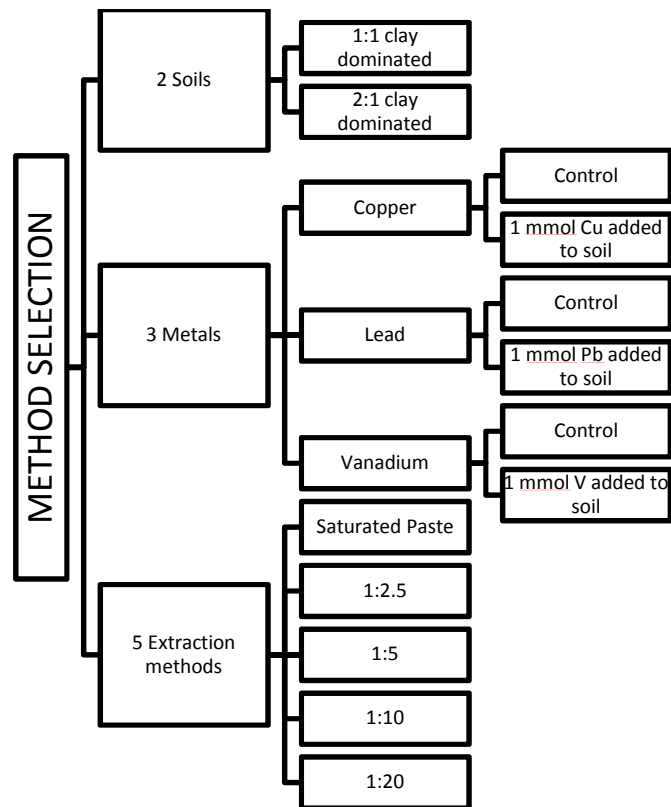 METHOD SELECTION
2 Soils
1:1 clay
dominated
2:1 clay
dominated
3 Metals
Copper
Control
1 mmol Cu added
to soil
Lead
Control
1 mmol Pb added
to soil
Vanadium
Control
1 mmol V added to
soil
5 Extraction
methods
Saturated Paste
1:2.5
1:5
1:10
1:20